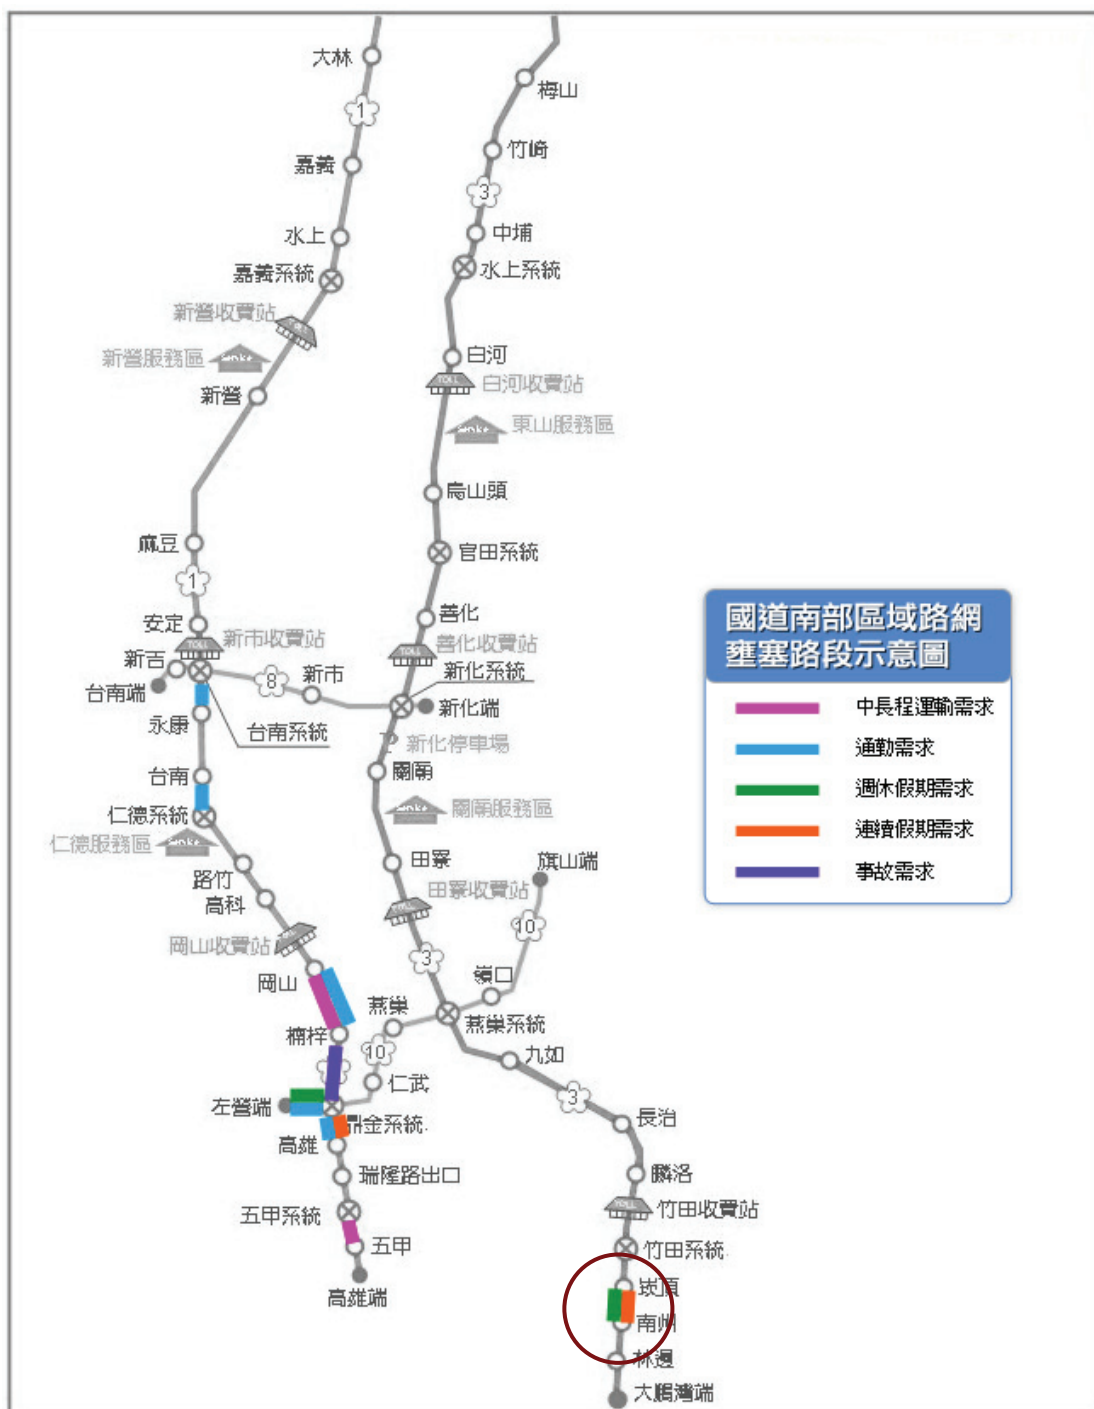 大林
1
嘉義
水上
嘉義系統
新營收費站
TOLL
新營服務區
新營
麻豆
1
安定
新市收費站
TOLL
新吉
台南端
8
新市
永康
台南系統
台南
仁德系統
仁德服務區
路竹
高科
岡山收費站
岡山
楠梓
燕巢
10
仁武
左營端
鼎金系統
高雄
瑞隆路出口
五甲系統
五甲
高雄端
梅山
竹崎
3
中埔
水上系統
白河
TOLL
白河收費站
東山服務區
烏山頭
官田系統
善化
TOLL
善化收費站
新化系統
新化端
P 新化停車場
關廟
關廟服務區
田寮
田寮收費站
旗山端
10
3
嶺口
燕巢系統
九如
3
長治
麟洛
TOLL
竹田收費站
竹田系統
崁頂
南州
林邊
大鵬灣端
國道南部區域路網
壅塞路段示意圖
中長程運輸需求
通勤需求
週休假期需求
連續假期需求
事故需求